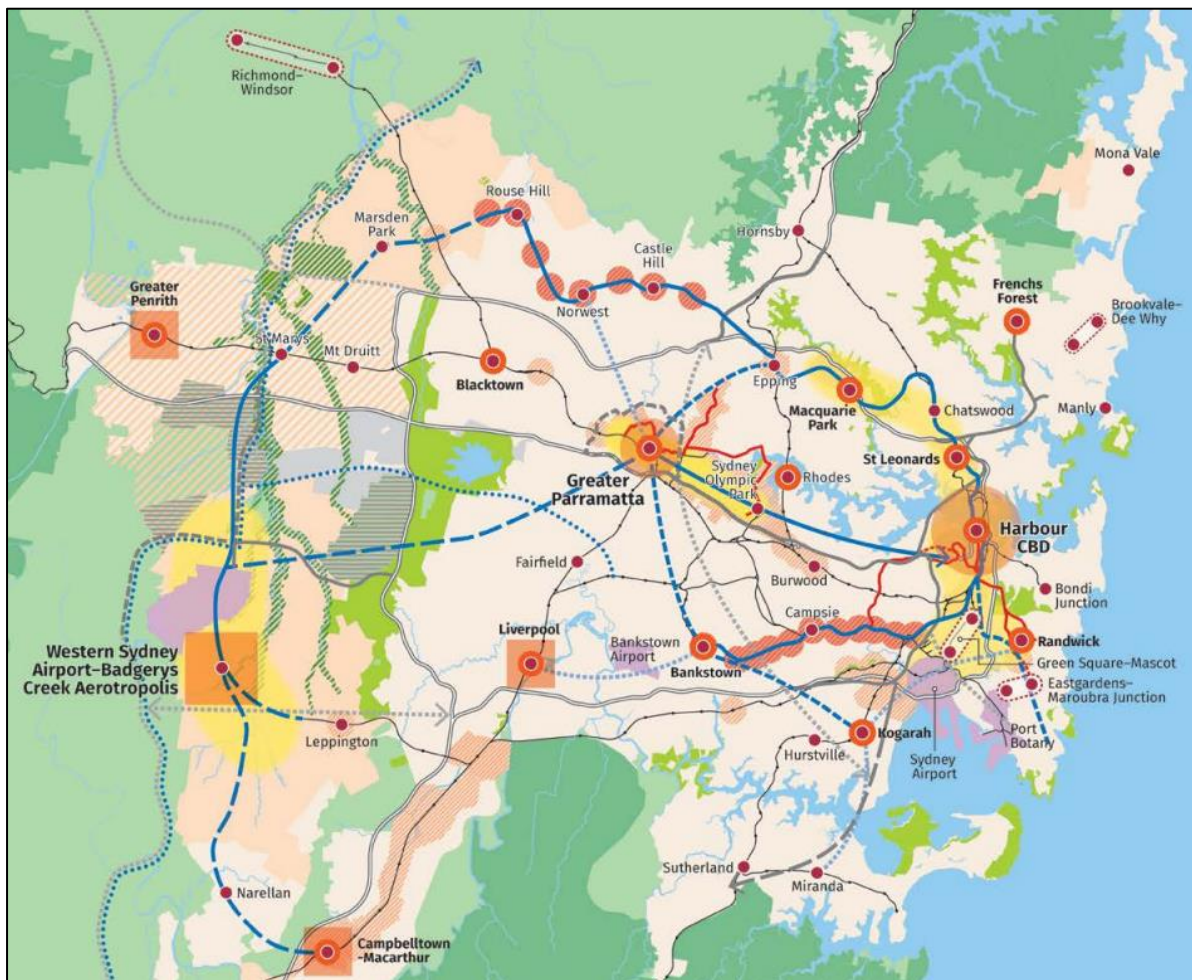 Richmond–
Windsor
Mona Vale
Rouse Hill
Marsden
Park
Hornsby
Castle
Hill
Greater
Penrith
Norwest
Frenchs
Forest
Brookvale–
Dee Why
St Marys
Mt Druitt
Blacktown
Epping
Macquarie
Park
Chatswood
Manly
St Leonards
Greater
Parramatta
Sydney
Olympic
Park
Rhodes
Harbour
CBD
Fairfield
Burwood
Bondi
Junction
Campsie
Liverpool
Bankstown
Airport
Bankstown
Randwick
Western Sydney
Airport–Badgerys
Creek Aerotropolis
Green Square–Mascot
Eastgardens–
Maroubra Junction
Leppington
Kogarah
Hurstville
Port
Botany
Sydney
Airport
Sutherland
Miranda
Narellan
Campbelltown
-Macarthur